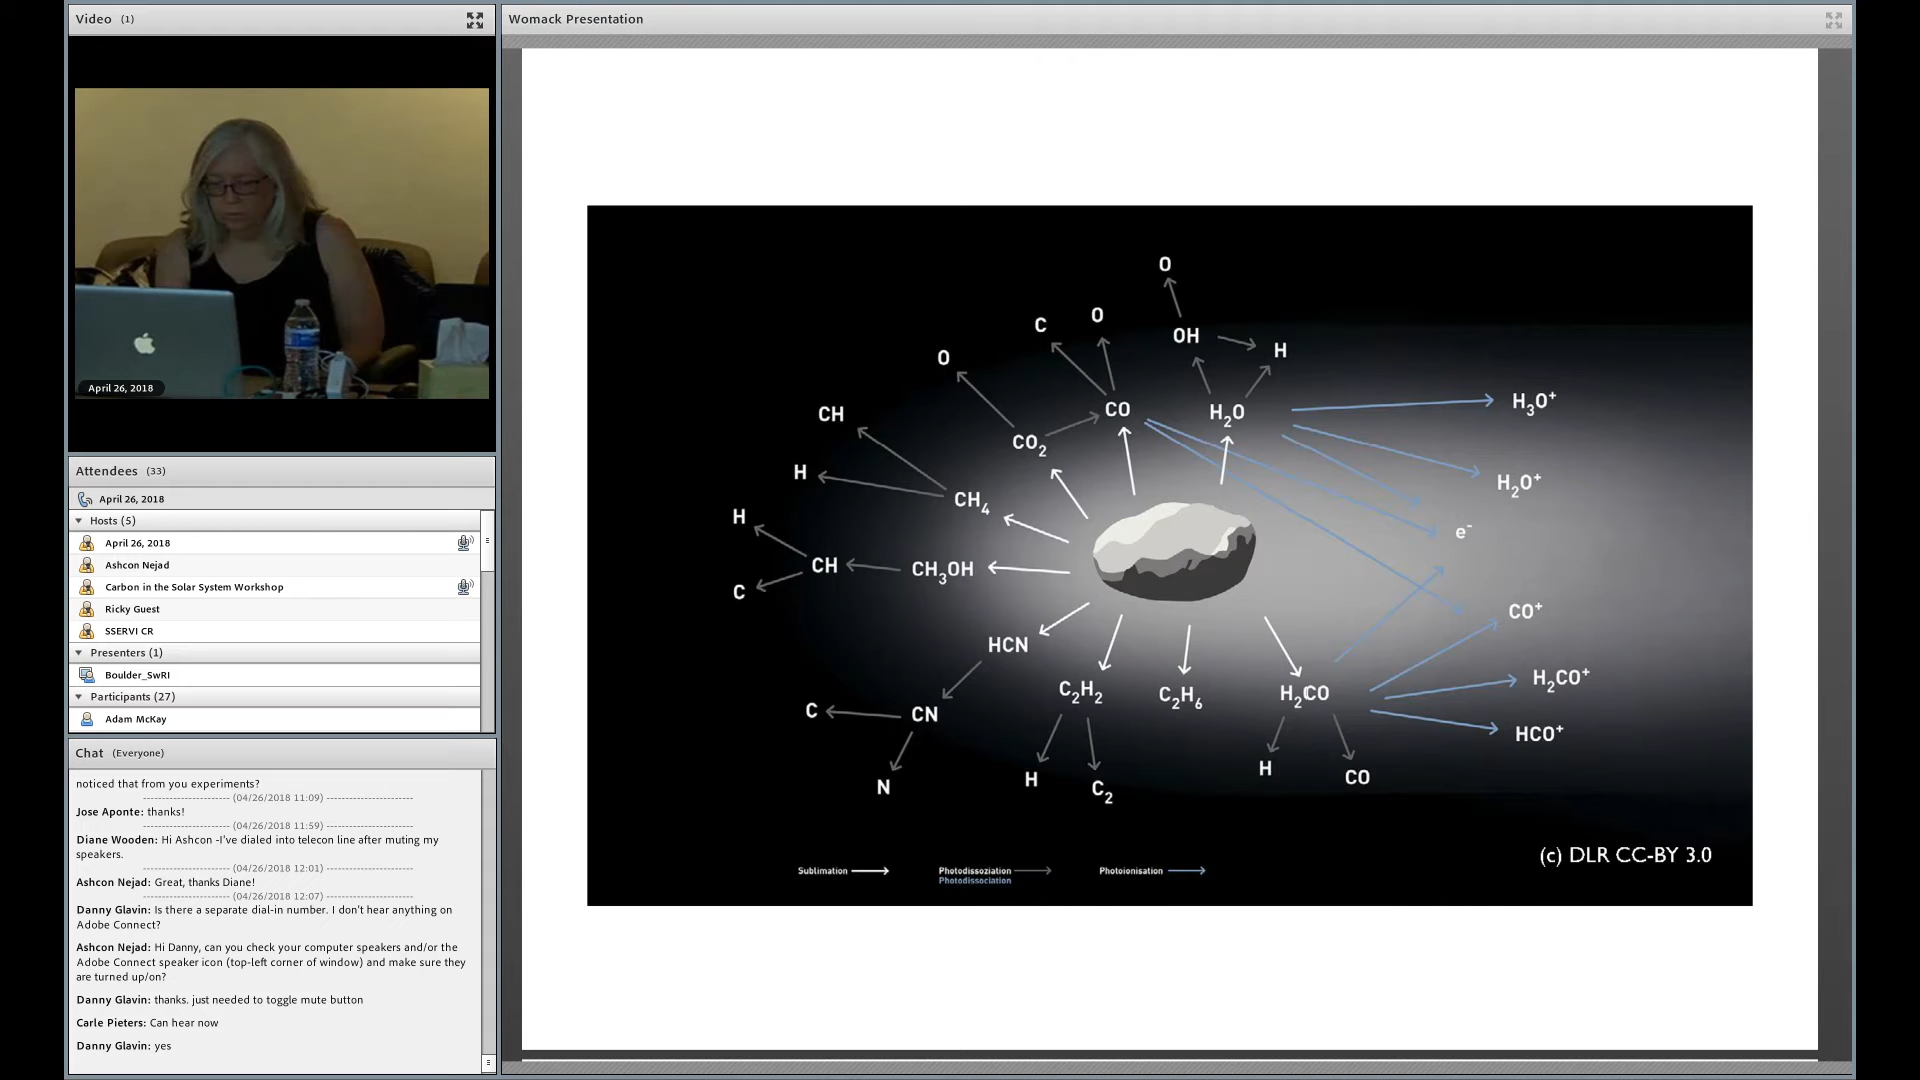 Video (1)
April 26, 2018
Attendees (33)
April 26, 2018
Hosts (5)
April 26, 2018
Ashcon Nejad
Carbon in the Solar System Workshop
Ricky Guest
SSERVI CR
Presenters (1)
Boulder_SwRI
Participants (27)
Adam McKay
Chat (Everyone)
noticed that from you experiments?
----------------------- (04/26/2018 11:09) -----------------------
Jose Aponte: thanks!
----------------------- (04/26/2018 11:59) -----------------------
Diane Wooden: Hi Ashcon -I've dialed into telecon line after muting my
speakers.
----------------------- (04/26/2018 12:01) -----------------------
Ashcon Nejad: Great, thanks Diane!
----------------------- (04/26/2018 12:07) -----------------------
Danny Glavin: Is there a separate dial-in number. I don't hear anything on
Adobe Connect?
Ashcon Nejad: Hi Danny, can you check your computer speakers and/or the
Adobe Connect speaker icon (top-left corner of window) and make sure they
are turned up/on?
Danny Glavin: thanks. just needed to toggle mute button
Carle Pieters: Can hear now
Danny Glavin: yes
Womack Presentation
O
C O OH H
O
CH CO H₂O H₃O⁺
CO₂
H CH₄ H₂O⁺
H e⁻
CH CH₃OH
C CO⁺
HCN
C₂H₂ C₂H₆ H₂CO H₂CO⁺
C CN HCO⁺
N H C₂ H CO
(c) DLR CC-BY 3.0
Sublimation Photodissoziation Photoionisation
Photodissociation